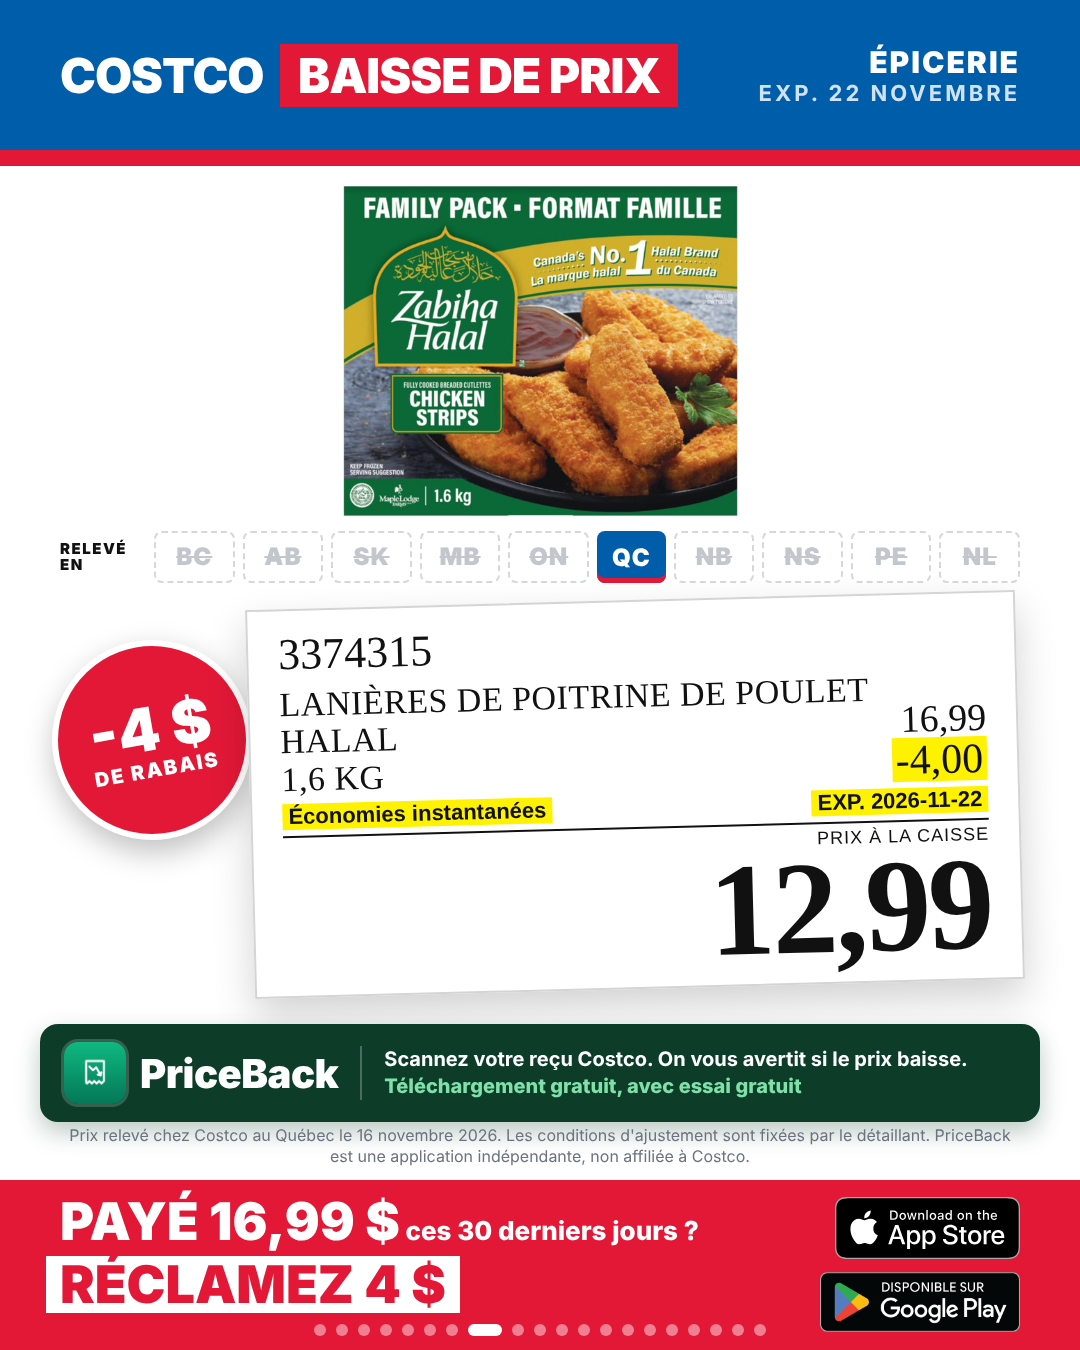 COSTCO BAISSE DE PRIX
ÉPICERIE
EXP. 22 NOVEMBRE
FAMILY PACK · FORMAT FAMILLE
Canada's No.1 Halal Brand
La marque halal du Canada
Zabiha
Halal
FULLY COOKED BREADED CUTLETTES
CHICKEN
STRIPS
KEEP FROZEN
SERVING SUGGESTION
MapleLodge
FARMS
1.6 kg
RELEVÉ
EN
BC AB SK MB ON QC NB NS PE NL
-4 $
DE RABAIS
3374315
LANIÈRES DE POITRINE DE POULET
HALAL
1,6 KG
16,99
-4,00
Économies instantanées
EXP. 2026-11-22
PRIX À LA CAISSE
12,99
PriceBack
Scannez votre reçu Costco. On vous avertit si le prix baisse.
Téléchargement gratuit, avec essai gratuit
Prix relevé chez Costco au Québec le 16 novembre 2026. Les conditions d'ajustement sont fixées par le détaillant. PriceBack
est une application indépendante, non affiliée à Costco.
PAYÉ 16,99 $ ces 30 derniers jours ?
RÉCLAMEZ 4 $
Download on the
App Store
DISPONIBLE SUR
Google Play